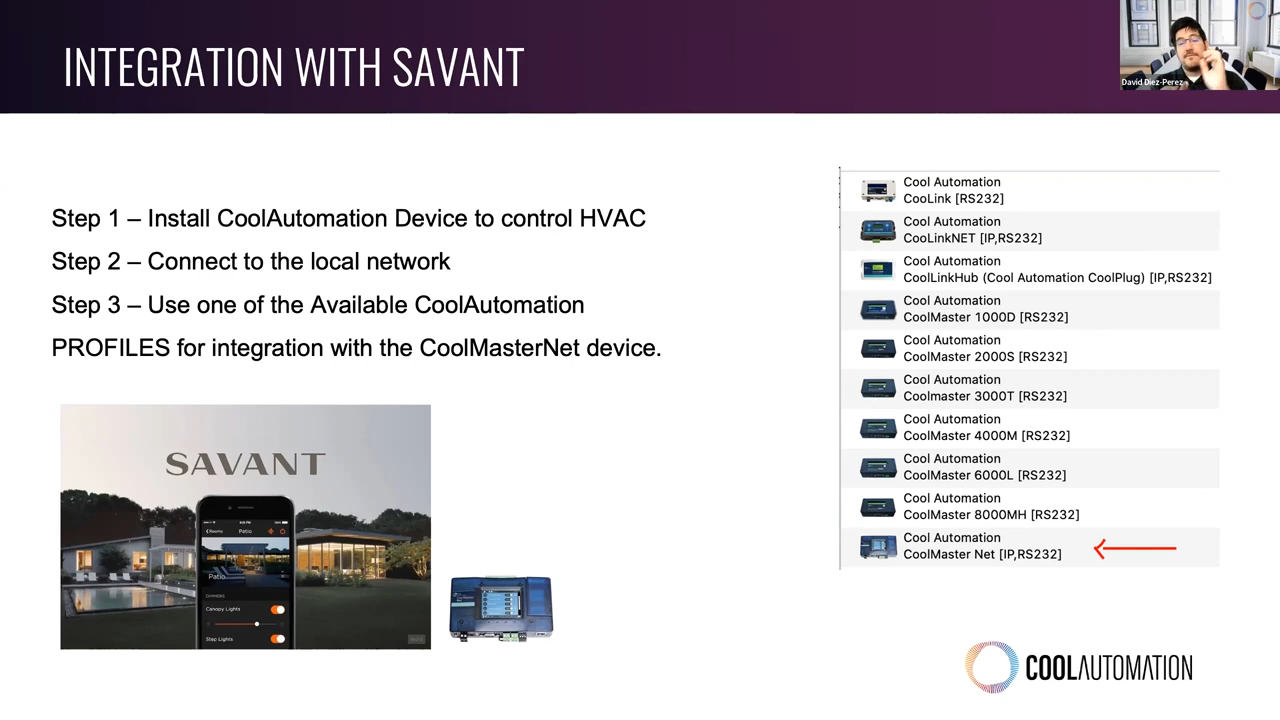 INTEGRATION WITH SAVANT
David Diez-Perez
Step 1 – Install CoolAutomation Device to control HVAC
Step 2 – Connect to the local network
Step 3 – Use one of the Available CoolAutomation
PROFILES for integration with the CoolMasterNet device.
SAVANT
Rooms
Patio
Patio
DIMMERS
Canopy Lights
Step Lights
Cool Automation
CooLink [RS232]
Cool Automation
CooLinkNET [IP,RS232]
Cool Automation
CoolLinkHub (Cool Automation CoolPlug) [IP,RS232]
Cool Automation
CoolMaster 1000D [RS232]
Cool Automation
CoolMaster 2000S [RS232]
Cool Automation
Coolmaster 3000T [RS232]
Cool Automation
CoolMaster 4000M [RS232]
Cool Automation
CoolMaster 6000L [RS232]
Cool Automation
CoolMaster 8000MH [RS232]
Cool Automation
CoolMaster Net [IP,RS232]
COOLAUTOMATION